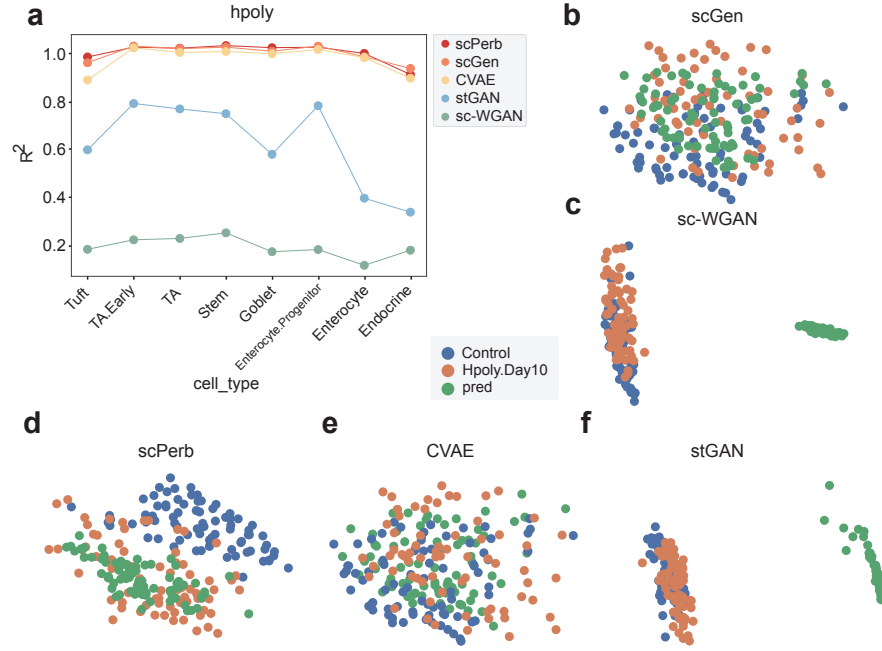 a
hpoly
R2
1.0
0.8
0.6
0.4
0.2
Tuft
TA.Early
TA
Stem
Goblet
Enterocyte.Progenitor
Enterocyte
Endocrine
cell_type
scPerb
scGen
CVAE
stGAN
sc-WGAN
b
scGen
c
sc-WGAN
Control
Hpoly.Day10
pred
d
scPerb
e
CVAE
f
stGAN